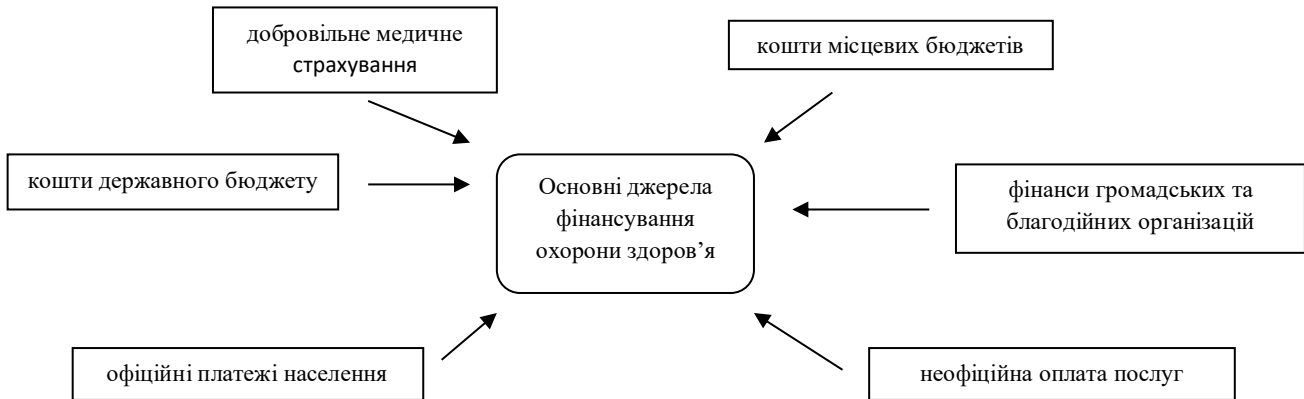 добровільне медичне
страхування
кошти місцевих бюджетів
кошти державного бюджету
Основні джерела
фінансування
охорони здоров’я
фінанси громадських та
благодійних організацій
офіційні платежі населення
неофіційна оплата послуг